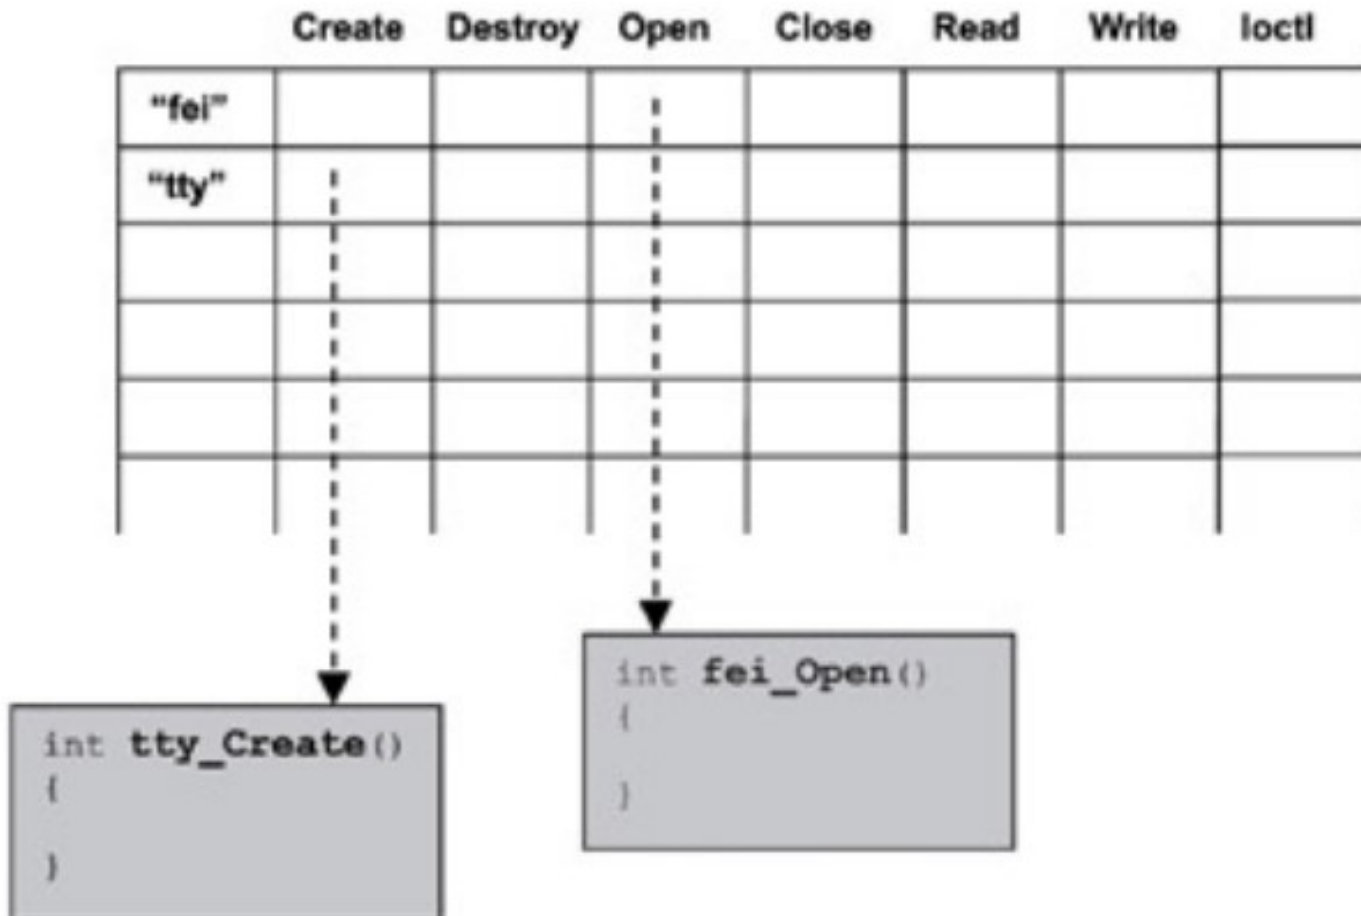 Create Destroy Open Close Read Write Ioctl
“fei”
“tty”
int fei_Open()
{
}
int tty_Create()
{
}